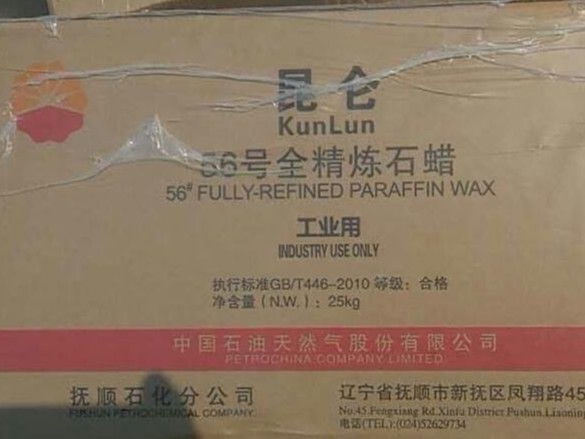 昆仑
KunLun
56号全精炼石蜡
56# FULLY-REFINED PARAFFIN WAX
工业用
INDUSTRY USE ONLY
执行标准GB/T446-2010 等级：合格
净含量（N.W.）：25kg
中国石油天然气股份有限公司
PETROCHINA COMPANY LIMITED
抚顺石化分公司
FUSHUN PETROCHEMICAL COMPANY
辽宁省抚顺市新抚区凤翔路45
No.45.Fengxiang Rd.Xinfu District Fushun.Liaoning
电话(TEL):(024)52629734